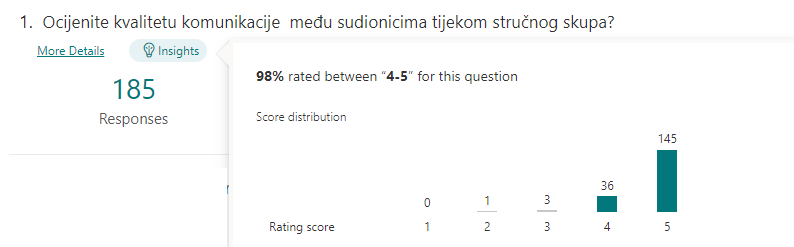 1. Ocijenite kvalitetu komunikacije među sudionicima tijekom stručnog skupa?
More Details
Insights
185
Responses
98% rated between “4-5” for this question
Score distribution
0 1 3 36 145
Rating score 1 2 3 4 5